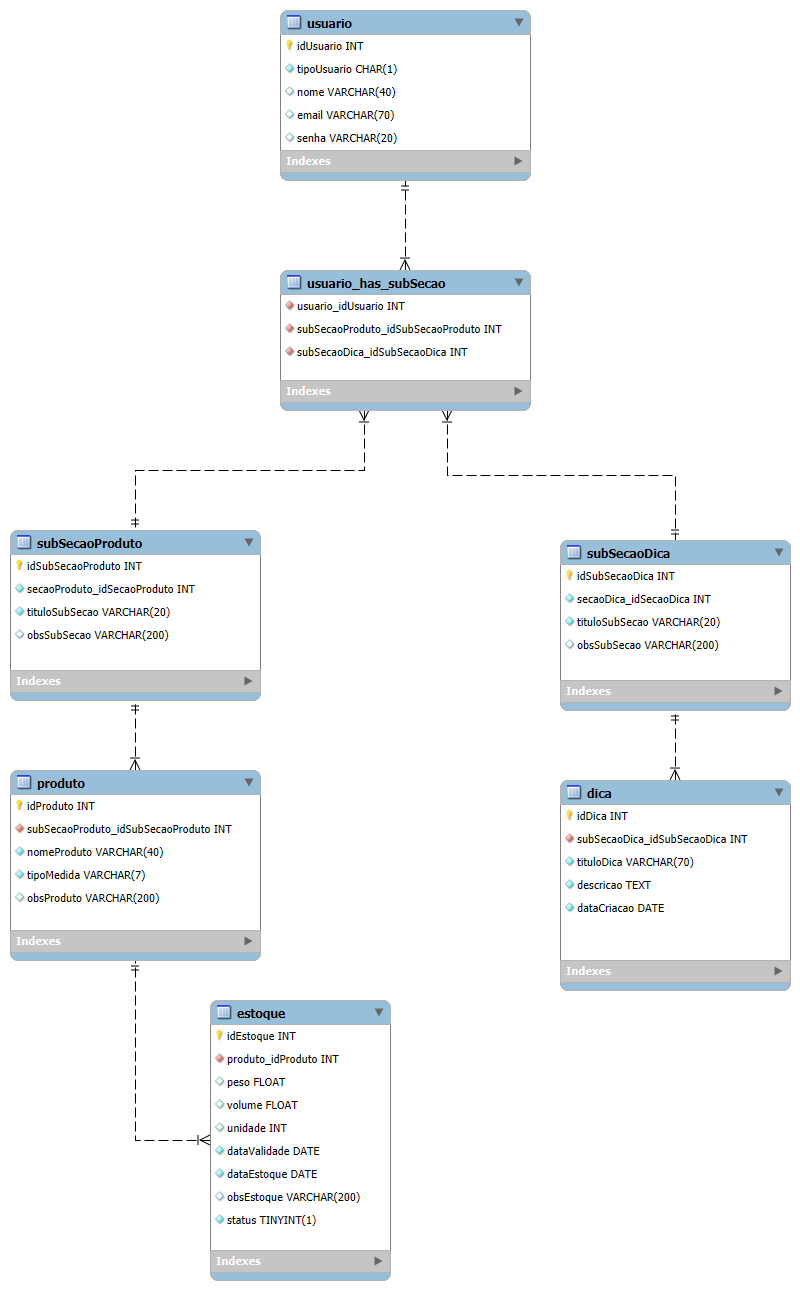 usuario
idUsuario INT
tipoUsuario CHAR(1)
nome VARCHAR(40)
email VARCHAR(70)
senha VARCHAR(20)
Indexes
usuario_has_subSecao
usuario_idUsuario INT
subSecaoProduto_idSubSecaoProduto INT
subSecaoDica_idSubSecaoDica INT
Indexes
subSecaoProduto
idSubSecaoProduto INT
secaoProduto_idSecaoProduto INT
tituloSubSecao VARCHAR(20)
obsSubSecao VARCHAR(200)
Indexes
subSecaoDica
idSubSecaoDica INT
secaoDica_idSecaoDica INT
tituloSubSecao VARCHAR(20)
obsSubSecao VARCHAR(200)
Indexes
produto
idProduto INT
subSecaoProduto_idSubSecaoProduto INT
nomeProduto VARCHAR(40)
tipoMedida VARCHAR(7)
obsProduto VARCHAR(200)
Indexes
dica
idDica INT
subSecaoDica_idSubSecaoDica INT
tituloDica VARCHAR(70)
descricao TEXT
dataCriacao DATE
Indexes
estoque
idEstoque INT
produto_idProduto INT
peso FLOAT
volume FLOAT
unidade INT
dataValidade DATE
dataEstoque DATE
obsEstoque VARCHAR(200)
status TINYINT(1)
Indexes